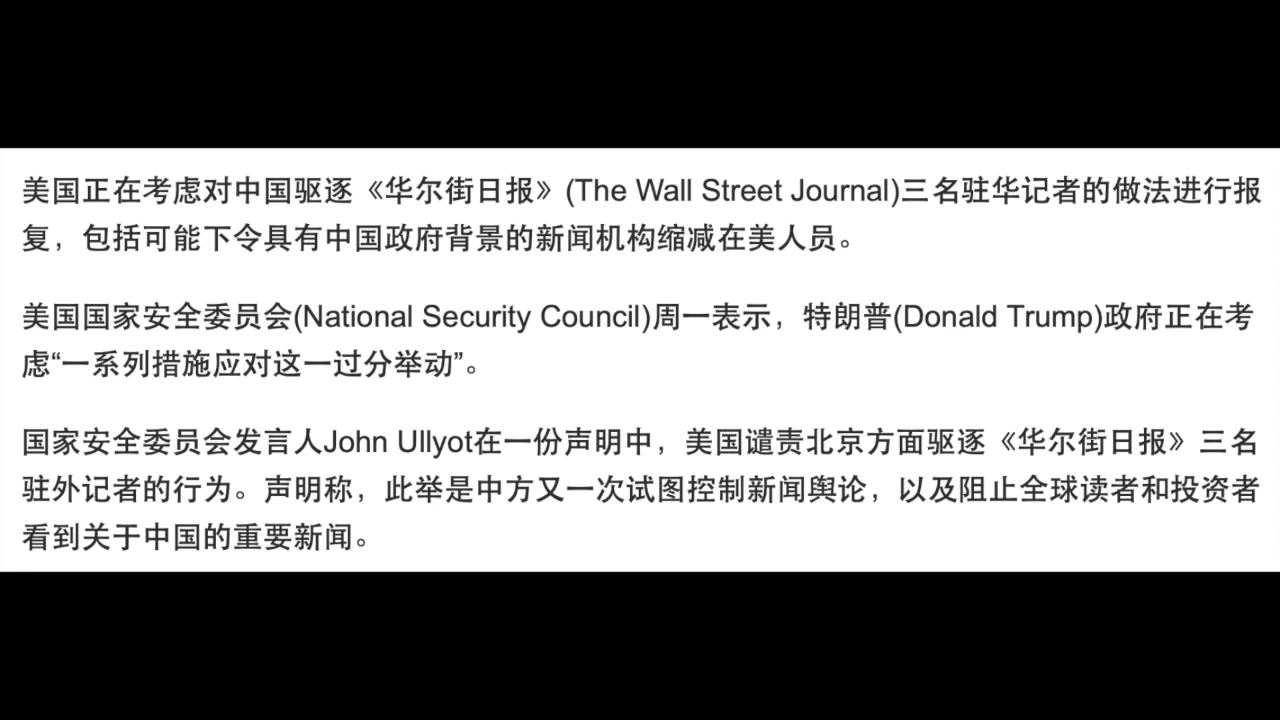 美国正在考虑对中国驱逐《华尔街日报》(The Wall Street Journal)三名驻华记者的做法进行报
复，包括可能下令具有中国政府背景的新闻机构缩减在美人员。
美国国家安全委员会(National Security Council)周一表示，特朗普(Donald Trump)政府正在考
虑“一系列措施应对这一过分举动”。
国家安全委员会发言人John Ullyot在一份声明中，美国谴责北京方面驱逐《华尔街日报》三名
驻外记者的行为。声明称，此举是中方又一次试图控制新闻舆论，以及阻止全球读者和投资者
看到关于中国的重要新闻。